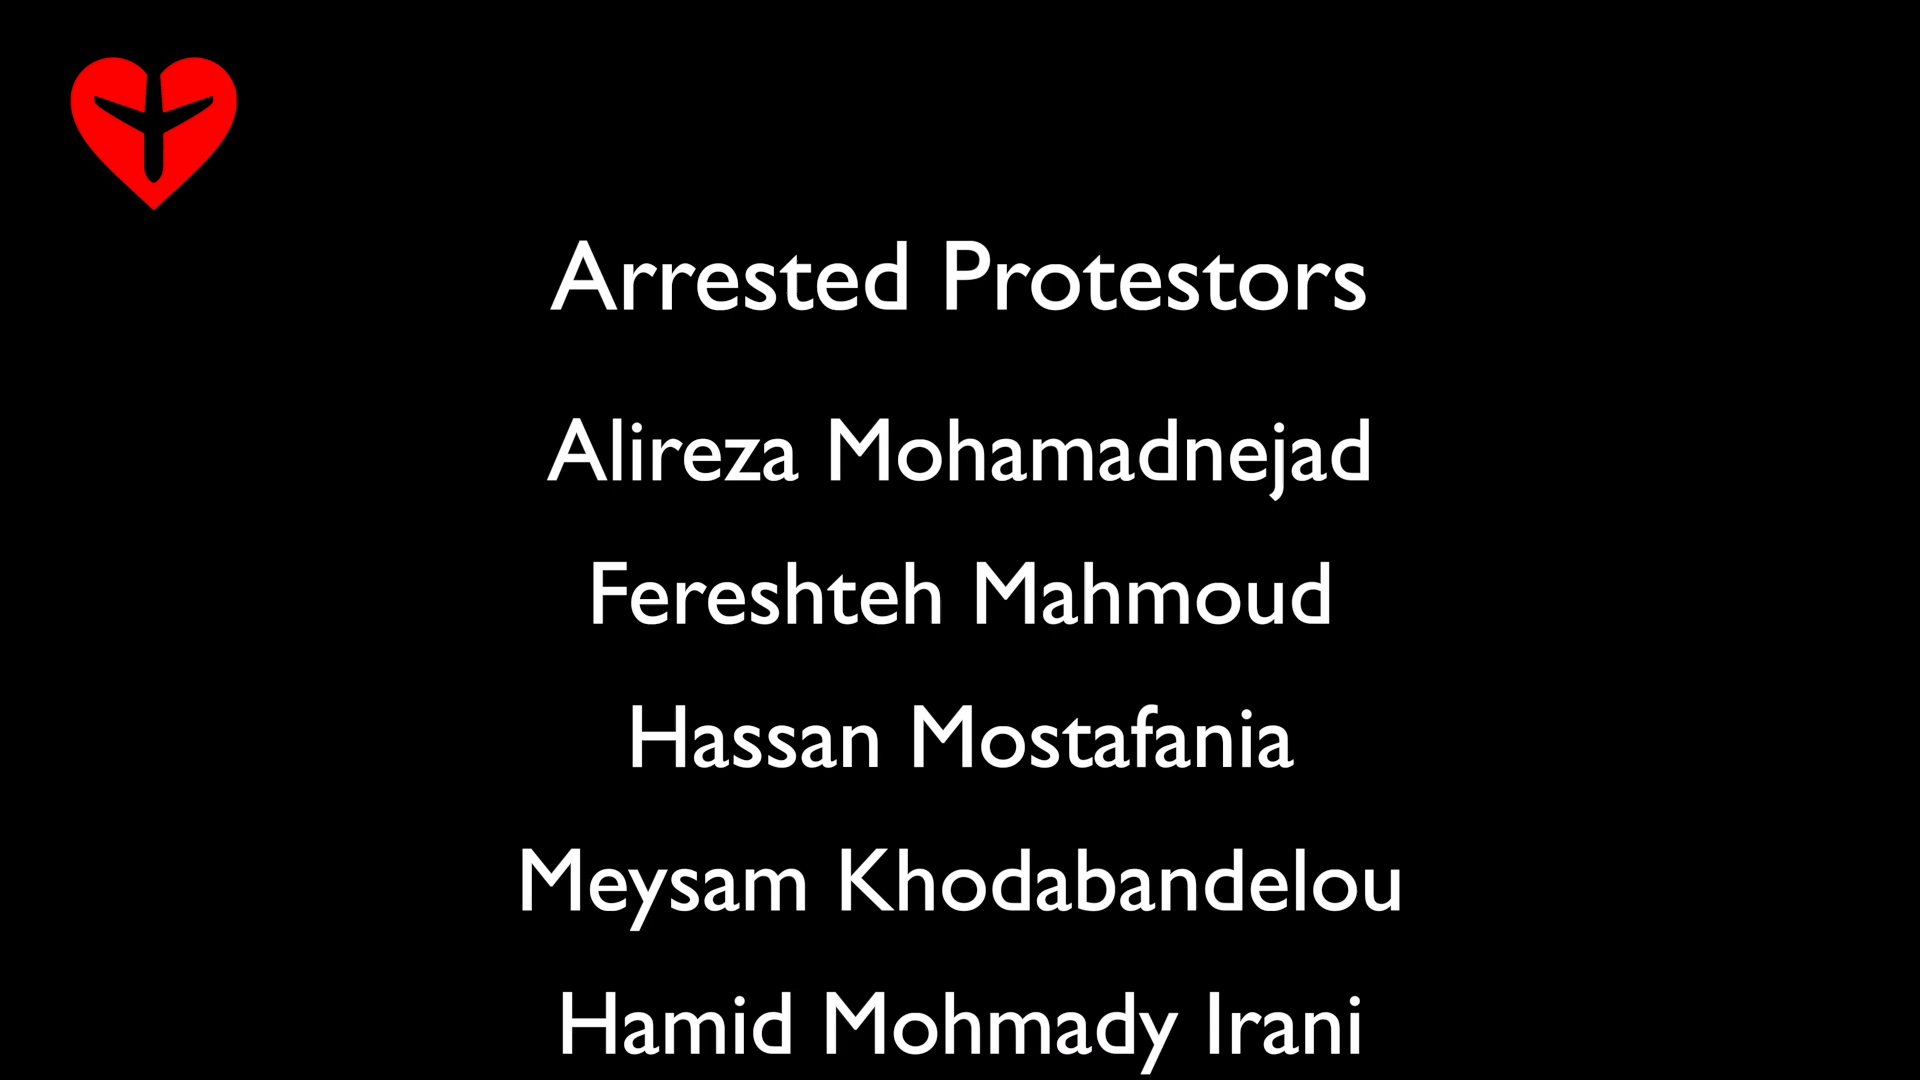 Arrested Protestors
Alireza Mohamadnejad
Fereshteh Mahmoud
Hassan Mostafania
Meysam Khodabandelou
Hamid Mohmady Irani